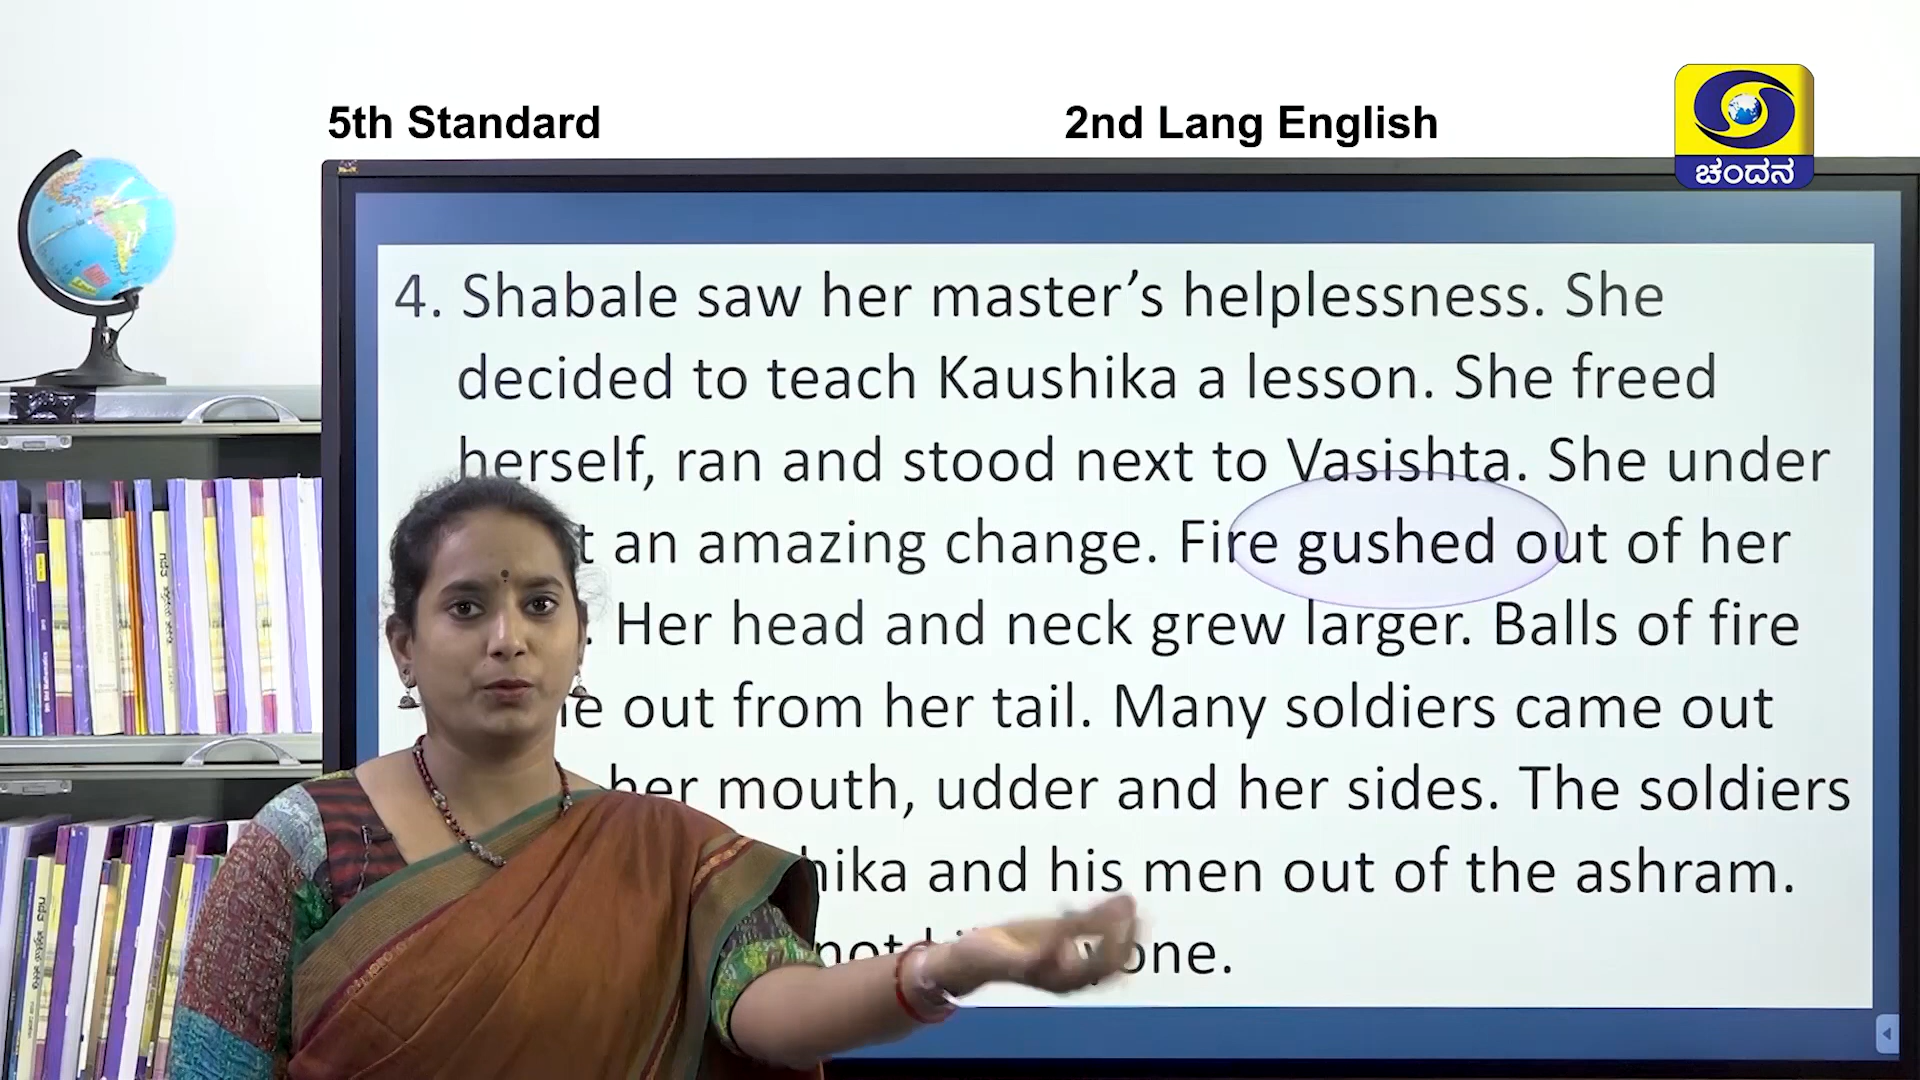 5th Standard
2nd Lang English
ಚಂದನ
4. Shabale saw her master’s helplessness. She
decided to teach Kaushika a lesson. She freed
herself, ran and stood next to Vasishta. She under
an amazing change. Fire gushed out of her
Her head and neck grew larger. Balls of fire
out from her tail. Many soldiers came out
her mouth, udder and her sides. The soldiers
and his men out of the ashram.
not